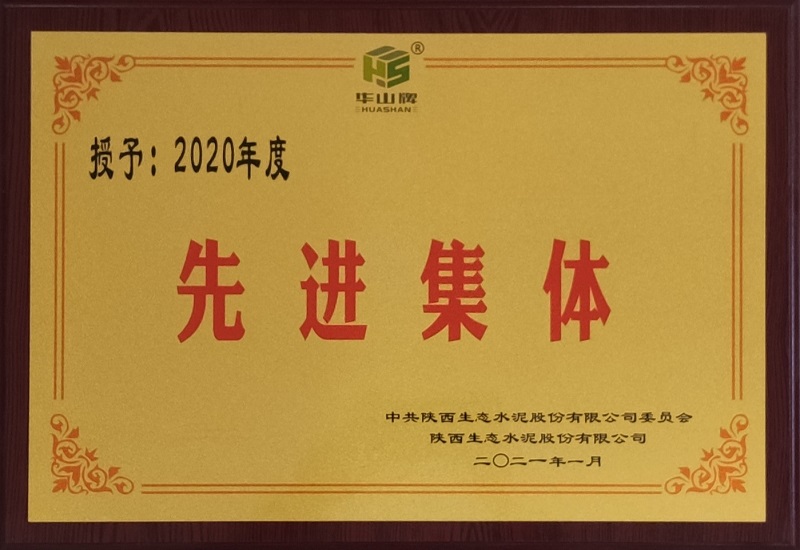 HS®
华山牌
HUASHAN
授予：2020年度
先进集体
中共陕西生态水泥股份有限公司委员会
陕西生态水泥股份有限公司
二〇二一年一月